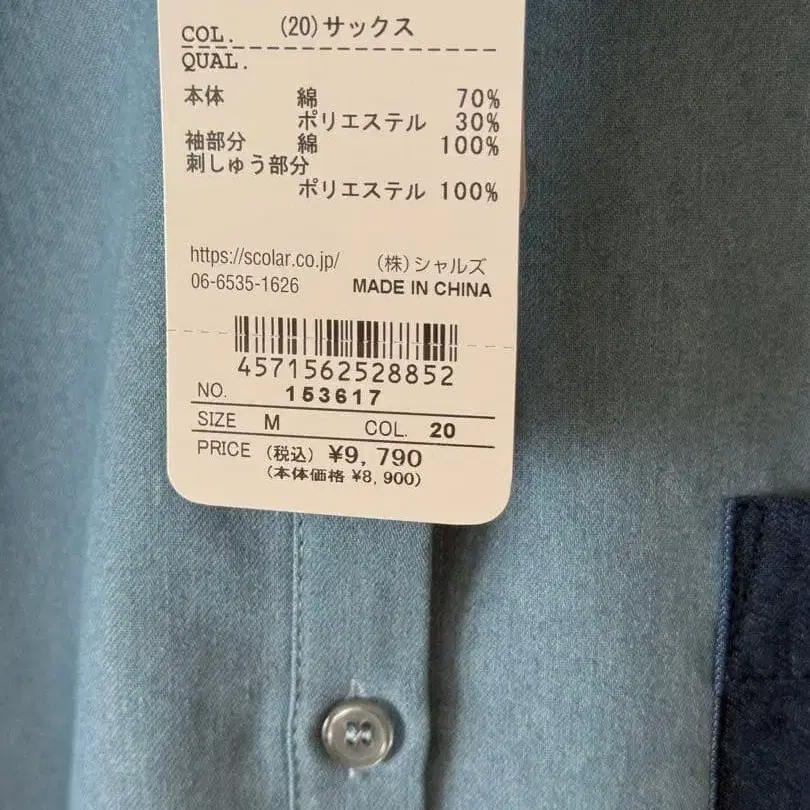 COL. (20)サックス
QUAL.
本体 綿 70%
ポリエステル 30%
袖部分 綿 100%
刺しゅう部分
ポリエステル 100%
https://scolar.co.jp/ (株)シャルズ
06-6535-1626 MADE IN CHINA
4571562528852
NO. 153617
SIZE M COL. 20
PRICE (税込) ¥9,790
(本体価格 ¥8,900)